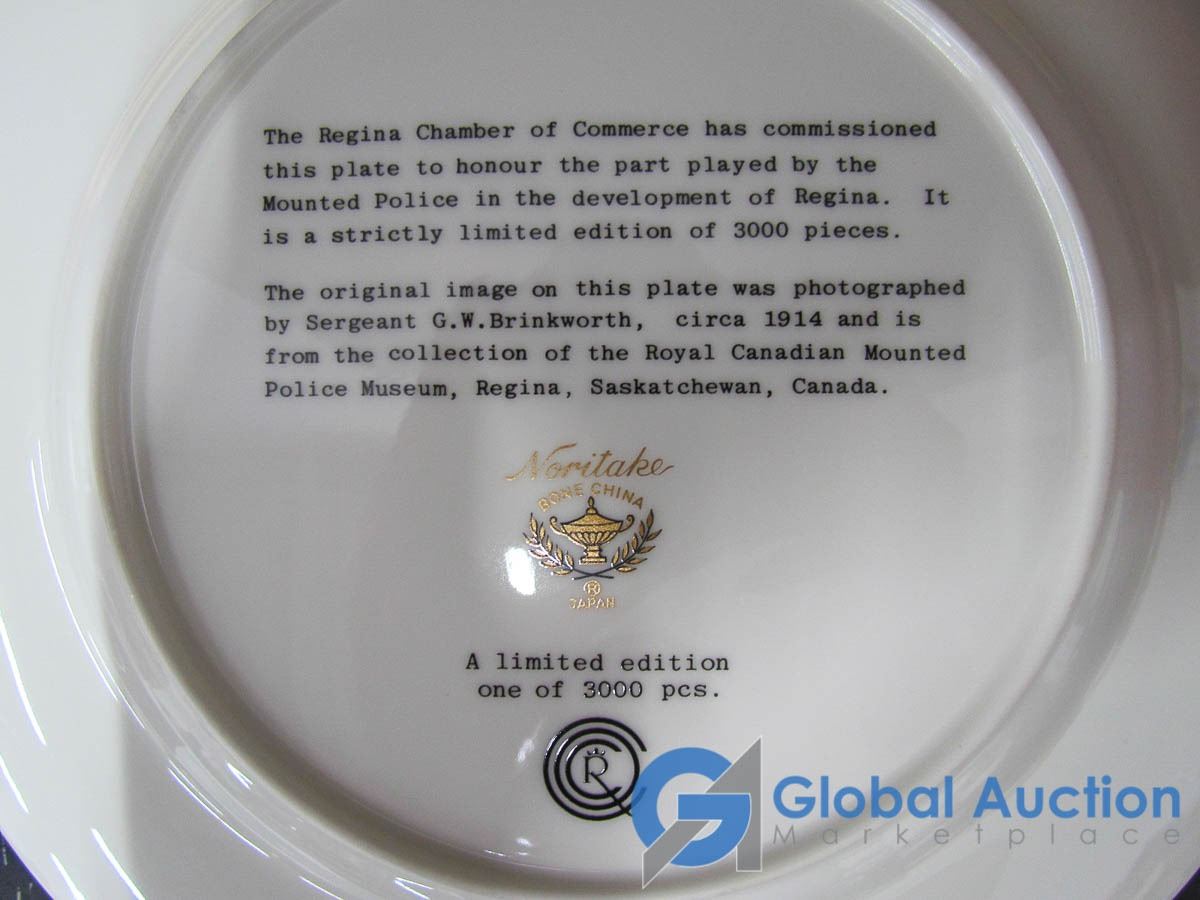 The Regina Chamber of Commerce has commissioned
this plate to honour the part played by the
Mounted Police in the development of Regina. It
is a strictly limited edition of 3000 pieces.
The original image on this plate was photographed
by Sergeant G.W.Brinkworth, circa 1914 and is
from the collection of the Royal Canadian Mounted
Police Museum, Regina, Saskatchewan, Canada.
Noritake
BONE CHINA
®
JAPAN
A limited edition
one of 3000 pcs.
R
Global Auction
Marketplace